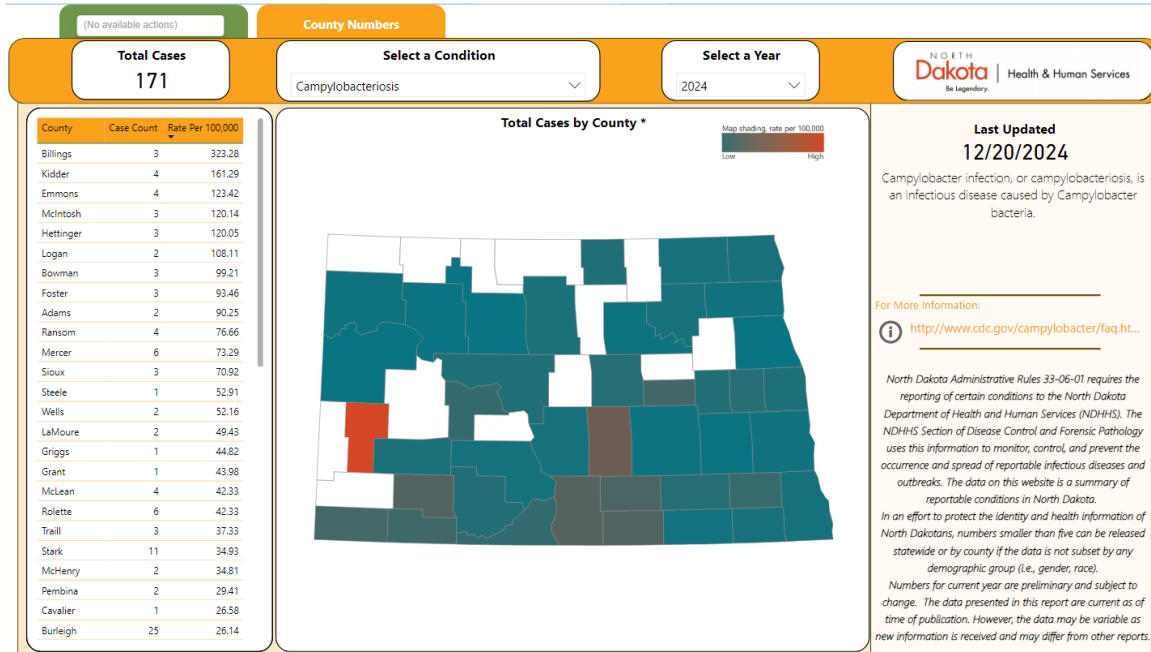 (No available actions)
County Numbers
Total Cases
171
Select a Condition
Campylobacteriosis
Select a Year
2024
NORTH
Dakota
Be Legendary.
Health & Human Services
County Case Count Rate Per 100,000
Billings 3 323.28
Kidder 4 161.29
Emmons 4 123.42
McIntosh 3 120.14
Hettinger 3 120.05
Logan 2 108.11
Bowman 3 99.21
Foster 3 93.46
Adams 2 90.25
Ransom 4 76.66
Mercer 6 73.29
Sioux 3 70.92
Steele 1 52.91
Wells 2 52.16
LaMoure 2 49.43
Griggs 1 44.82
Grant 1 43.98
McLean 4 42.33
Rolette 6 42.33
Traill 3 37.33
Stark 11 34.93
McHenry 2 34.81
Pembina 2 29.41
Cavalier 1 26.58
Burleigh 25 26.14
Total Cases by County *
Map shading, rate per 100,000
Low High
Last Updated
12/20/2024
Campylobacter infection, or campylobacteriosis, is
an infectious disease caused by Campylobacter
bacteria.
For More Information:
http://www.cdc.gov/campylobacter/faq.ht...
North Dakota Administrative Rules 33-06-01 requires the
reporting of certain conditions to the North Dakota
Department of Health and Human Services (NDHHS). The
NDHHS Section of Disease Control and Forensic Pathology
uses this information to monitor, control, and prevent the
occurrence and spread of reportable infectious diseases and
outbreaks. The data on this website is a summary of
reportable conditions in North Dakota.
In an effort to protect the identity and health information of
North Dakotans, numbers smaller than five can be released
statewide or by county if the data is not subset by any
demographic group (i.e., gender, race).
Numbers for current year are preliminary and subject to
change. The data presented in this report are current as of
time of publication. However, the data may be variable as
new information is received and may differ from other reports.